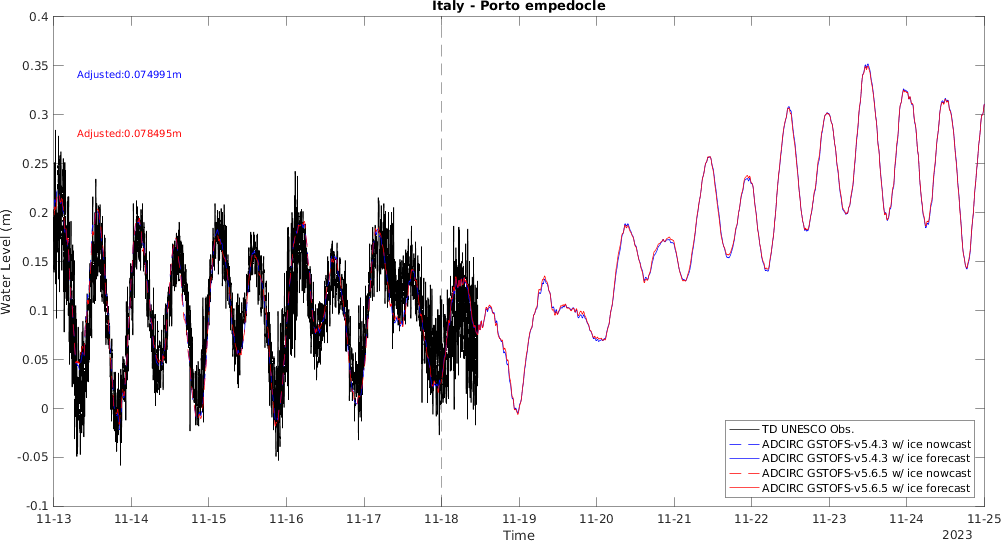 Italy - Porto empedocle
0.4
0.35
0.3
0.25
0.2
0.15
0.1
0.05
0
-0.05
-0.1
Water Level (m)
Adjusted:0.074991m
Adjusted:0.078495m
TD UNESCO Obs.
ADCIRC GSTOFS-v5.4.3 w/ ice nowcast
ADCIRC GSTOFS-v5.4.3 w/ ice forecast
ADCIRC GSTOFS-v5.6.5 w/ ice nowcast
ADCIRC GSTOFS-v5.6.5 w/ ice forecast
11-13 11-14 11-15 11-16 11-17 11-18 11-19 11-20 11-21 11-22 11-23 11-24 11-25
Time
2023